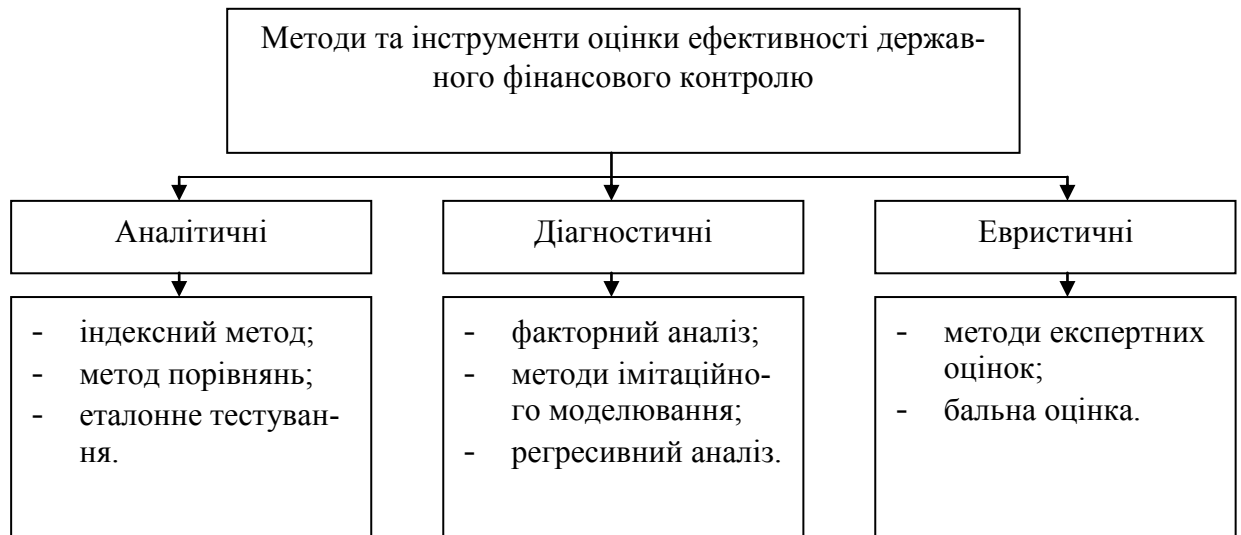 Методи та інструменти оцінки ефективності держав-
ного фінансового контролю
Аналітичні
Діагностичні
Евристичні
- індексний метод;
- метод порівнянь;
- еталонне тестуван-
ня.
- факторний аналіз;
- методи імітаційно-
го моделювання;
- регресивний аналіз.
- методи експертних
оцінок;
- бальна оцінка.